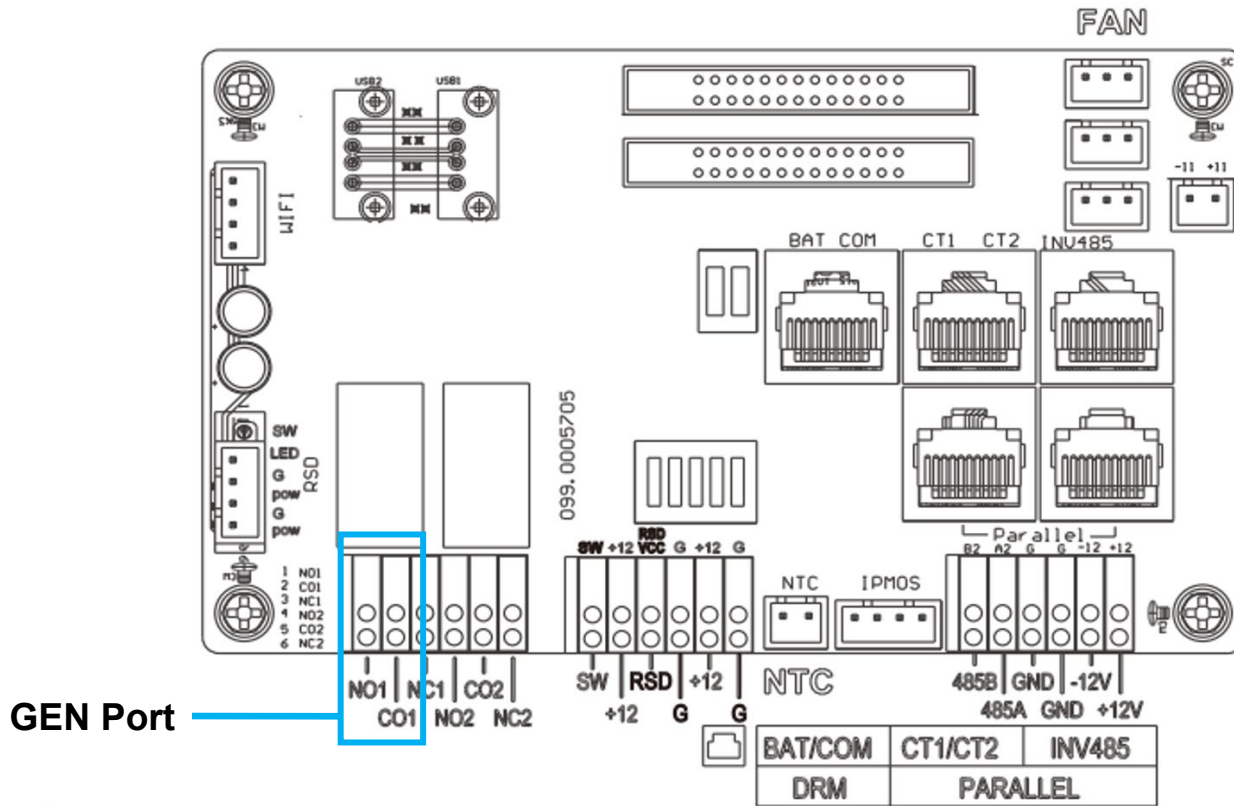 FAN
USB2 USB1
-11 +11
WIFI
BAT COM CT1 CT2 INV485
SW
LED
G
pow
G
pow
RSD
099.0005705
Parallel
SW +12 RSD VCC G +12 G
B2 A2 G G -12 +12
NTC IPMOS
1 NO1
2 CO1
3 NC1
4 NO2
5 CO2
6 NC2
NO1 NC1 CO2
CO1 NO2 NC2
SW RSD +12
+12 G G
NTC
485B GND -12V
485A GND +12V
GEN Port
BAT/COM CT1/CT2 INV485
DRM PARALLEL